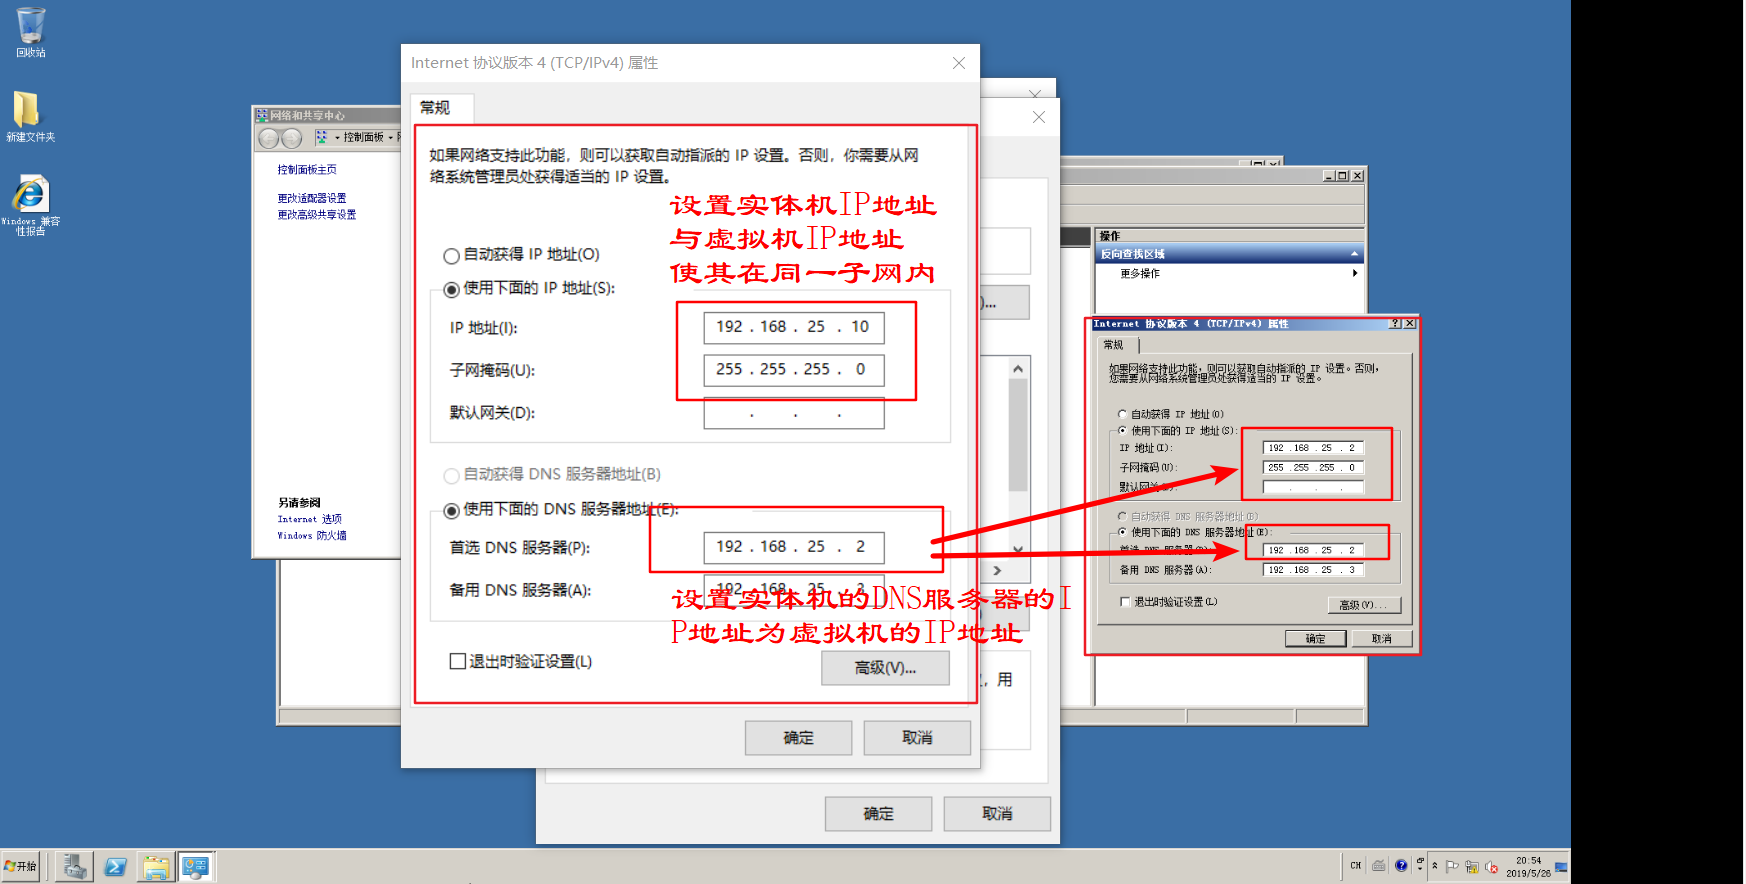 回收站
新建文件夹
Windows 兼容
性报告
网络和共享中心
控制面板
控制面板主页
更改适配器设置
更改高级共享设置
另请参阅
Internet 选项
Windows 防火墙
Internet 协议版本 4 (TCP/IPv4) 属性
常规
如果网络支持此功能，则可以获取自动指派的 IP 设置。否则，你需要从网
络系统管理员处获得适当的 IP 设置。
设置实体机IP地址
与虚拟机IP地址
使其在同一子网内
自动获得 IP 地址(O)
使用下面的 IP 地址(S):
IP 地址(I):
192 . 168 . 25 . 10
子网掩码(U):
255 . 255 . 255 . 0
默认网关(D):
. . .
自动获得 DNS 服务器地址(B)
使用下面的 DNS 服务器地址(E):
首选 DNS 服务器(P):
192 . 168 . 25 . 2
备用 DNS 服务器(A):
192 . 168 . 25 . 3
设置实体机的DNS服务器的I
P地址为虚拟机的IP地址
退出时验证设置(L)
高级(V)...
确定
取消
)...
，用
确定
取消
操作
反向查找区域
更多操作
Internet 协议版本 4 (TCP/IPv4) 属性
常规
如果网络支持此功能，则可以获取自动指派的 IP 设置。否则，
您需要从网络系统管理员处获得适当的 IP 设置。
自动获得 IP 地址(O)
使用下面的 IP 地址(S):
IP 地址(I):
192 .168 . 25 . 2
子网掩码(U):
255 .255 .255 . 0
默认网关(D):
. . .
自动获得 DNS 服务器地址(B)
使用下面的 DNS 服务器地址(E):
首选 DNS 服务器(P):
192 .168 . 25 . 2
备用 DNS 服务器(A):
192 .168 . 25 . 3
退出时验证设置(L)
高级(V)...
确定
取消
开始
CH
20:54
2019/5/26